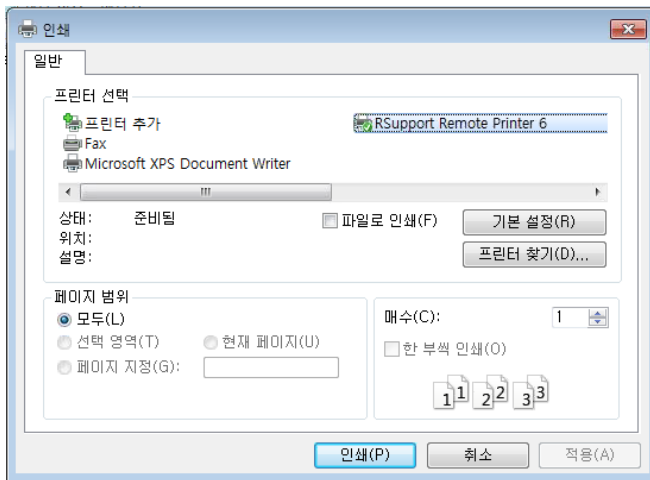 인쇄
일반
프린터 선택
프린터 추가
RSupport Remote Printer 6
Fax
Microsoft XPS Document Writer
상태: 준비됨
파일로 인쇄(F)
기본 설정(R)
위치:
설명:
프린터 찾기(D)...
페이지 범위
모두(L)
선택 영역(T)
현재 페이지(U)
페이지 지정(G):
매수(C): 1
한 부씩 인쇄(O)
1 1 2 2 3 3
인쇄(P)
취소
적용(A)